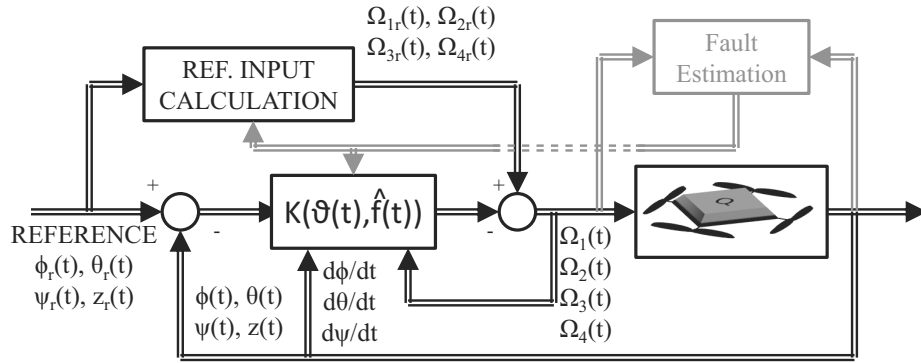 Ω1r(t), Ω2r(t)
Ω3r(t), Ω4r(t)
REF. INPUT
CALCULATION
Fault
Estimation
+
-
K(ϑ(t),f̂(t))
+
-
Q
REFERENCE
ϕr(t), θr(t)
ψr(t), zr(t)
ϕ(t), θ(t)
ψ(t), z(t)
dϕ/dt
dθ/dt
dψ/dt
Ω1(t)
Ω2(t)
Ω3(t)
Ω4(t)